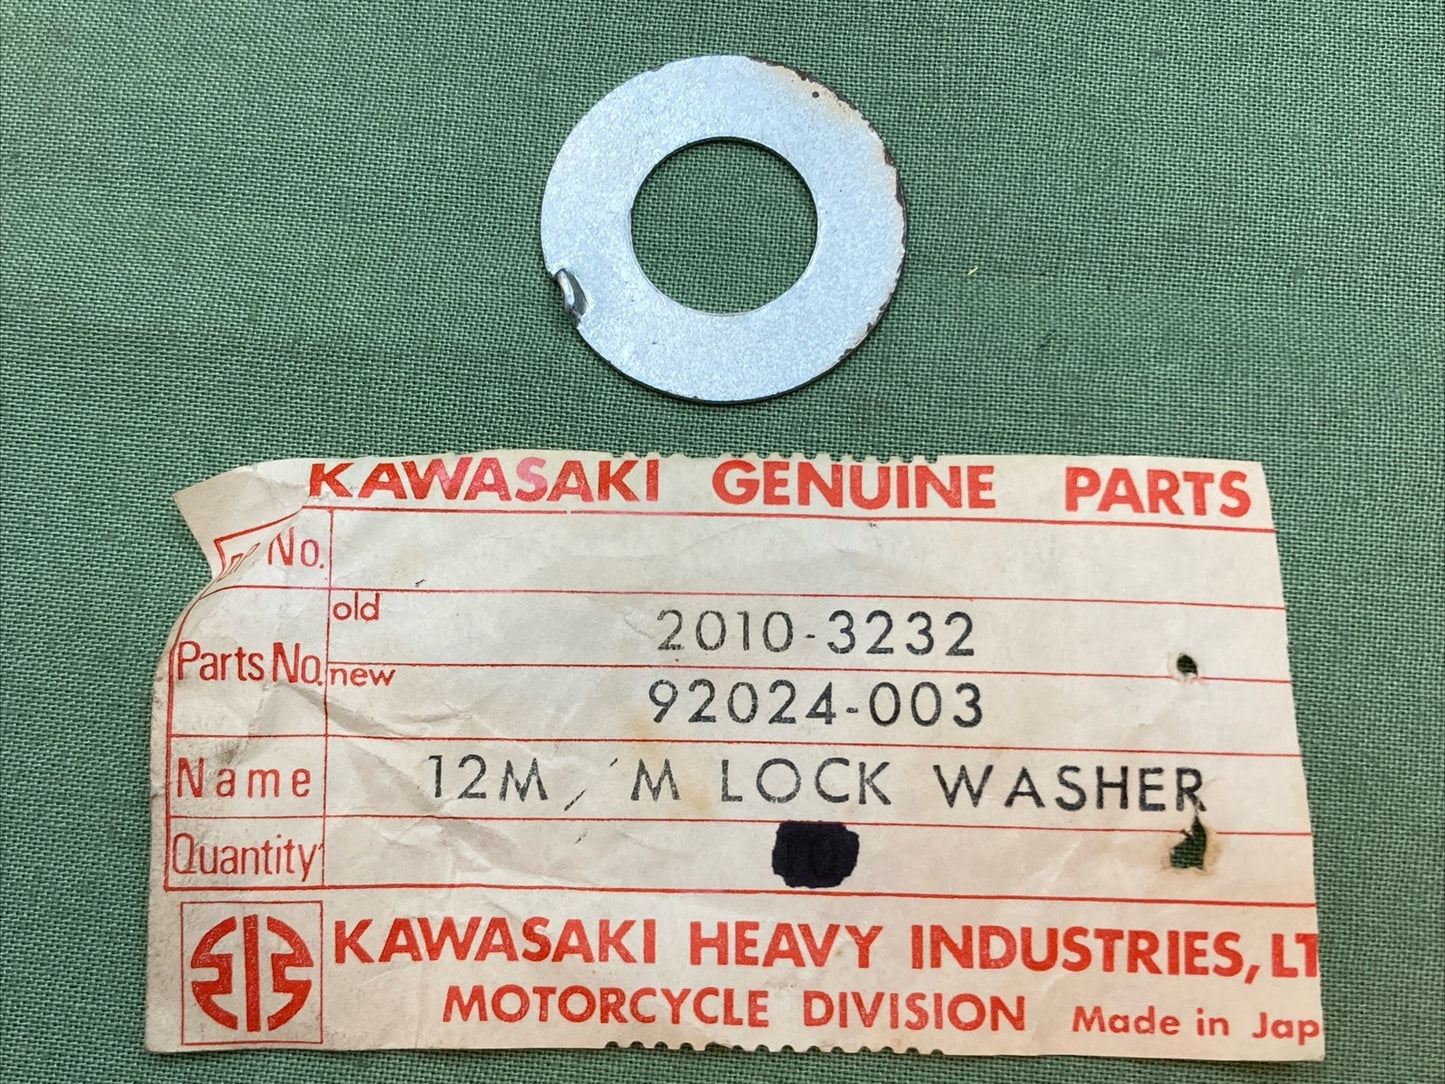 KAWASAKI GENUINE PARTS
No.
Parts No. old 2010-3232
new 92024-003
Name 12M/M LOCK WASHER
Quantity
KAWASAKI HEAVY INDUSTRIES, LT
MOTORCYCLE DIVISION Made in Jap